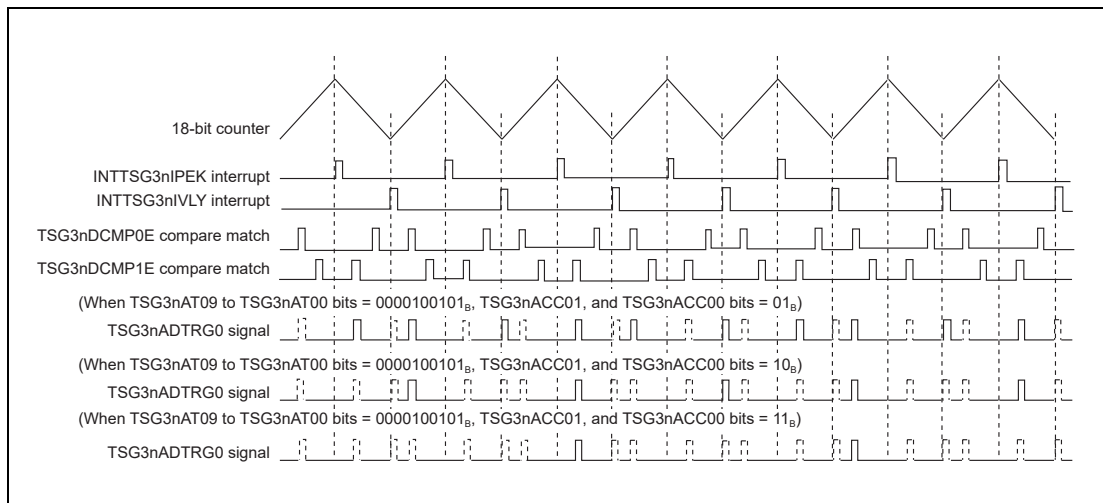 18-bit counter
INTTSG3nIPEK interrupt
INTTSG3nIVLY interrupt
TSG3nDCMP0E compare match
TSG3nDCMP1E compare match
(When TSG3nAT09 to TSG3nAT00 bits = 0000100101B, TSG3nACC01, and TSG3nACC00 bits = 01B)
TSG3nADTRG0 signal
(When TSG3nAT09 to TSG3nAT00 bits = 0000100101B, TSG3nACC01, and TSG3nACC00 bits = 10B)
TSG3nADTRG0 signal
(When TSG3nAT09 to TSG3nAT00 bits = 0000100101B, TSG3nACC01, and TSG3nACC00 bits = 11B)
TSG3nADTRG0 signal